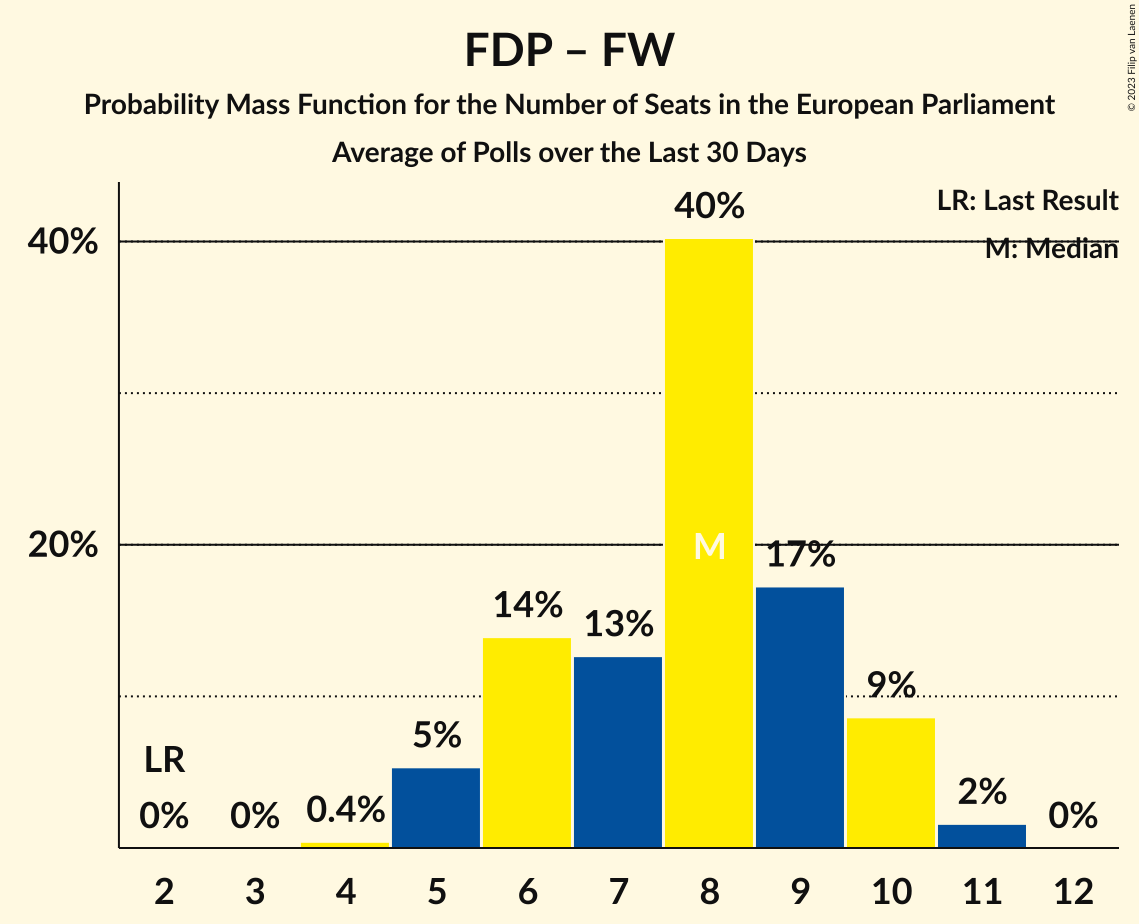 FDP – FW
Probability Mass Function for the Number of Seats in the European Parliament
Average of Polls over the Last 30 Days
© 2023 Filip van Laenen
LR: Last Result
M: Median
40%
20%
LR
0%
0%
0.4%
5%
14%
13%
40%
M
17%
9%
2%
0%
2 3 4 5 6 7 8 9 10 11 12